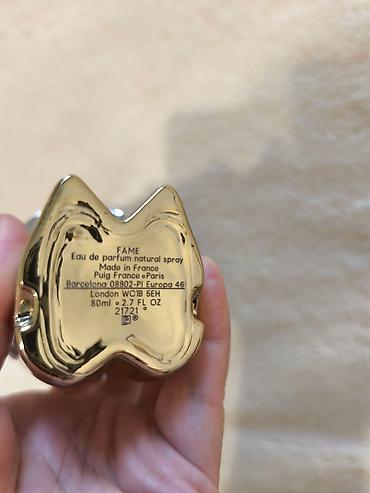 FAME
Eau de parfum natural spray
Made in France
Puig France Paris
Barcelona 08902-Pl Europa 46
London WC1B 5EH
80ml 2.7 FL OZ
21721